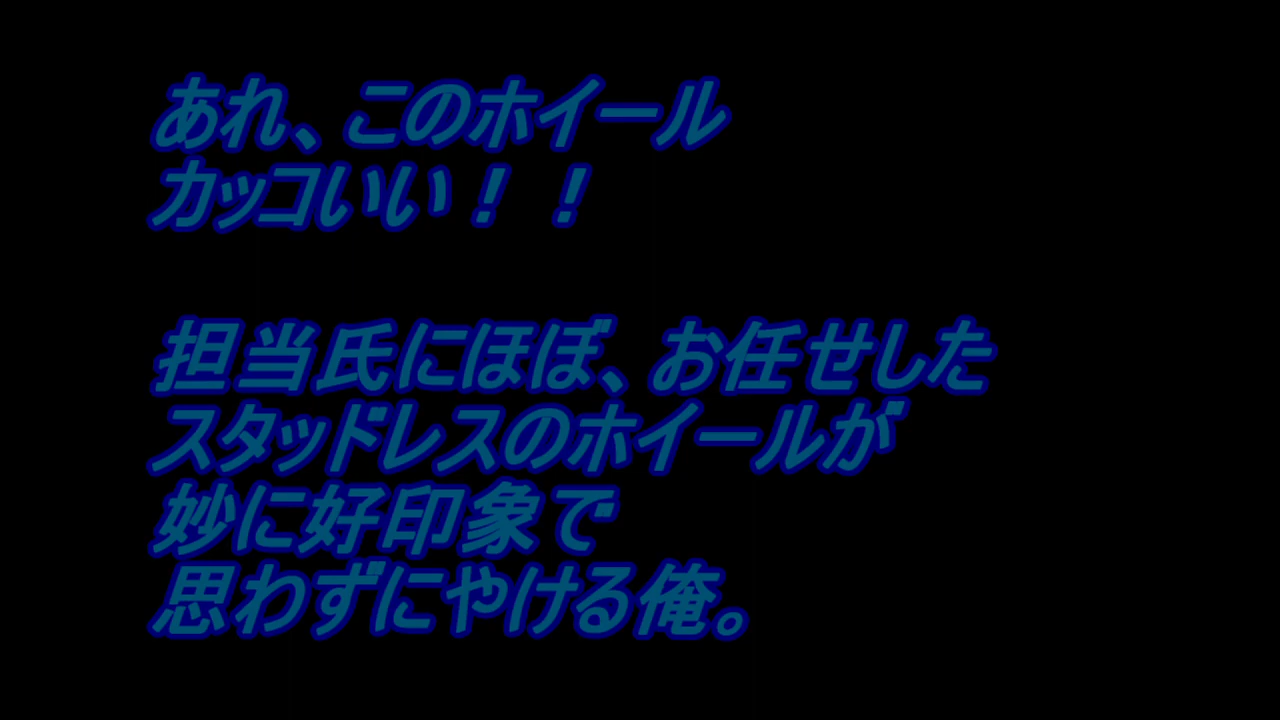 あれ、このホイール
カッコいい！！
担当氏にほぼ、お任せした
スタッドレスのホイールが
妙に好印象で
思わずにやける俺。